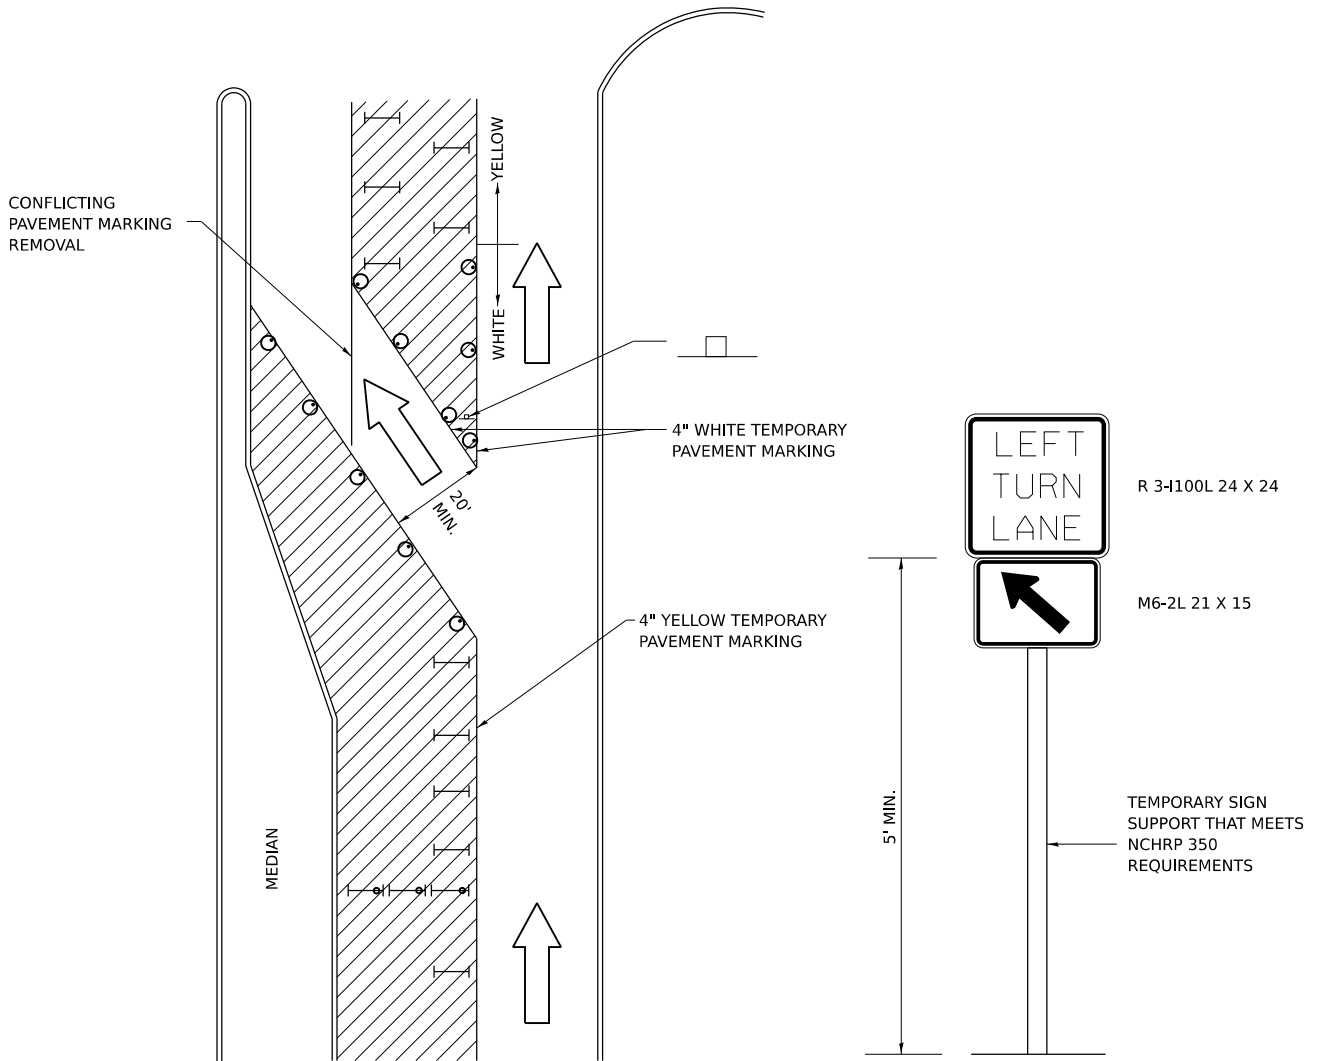 YELLOW
WHITE
CONFLICTING
PAVEMENT MARKING
REMOVAL
4" WHITE TEMPORARY
PAVEMENT MARKING
20'
MIN.
4" YELLOW TEMPORARY
PAVEMENT MARKING
MEDIAN
LEFT
TURN
LANE
R 3-I100L 24 X 24
M6-2L 21 X 15
5' MIN.
TEMPORARY SIGN
SUPPORT THAT MEETS
NCHRP 350
REQUIREMENTS